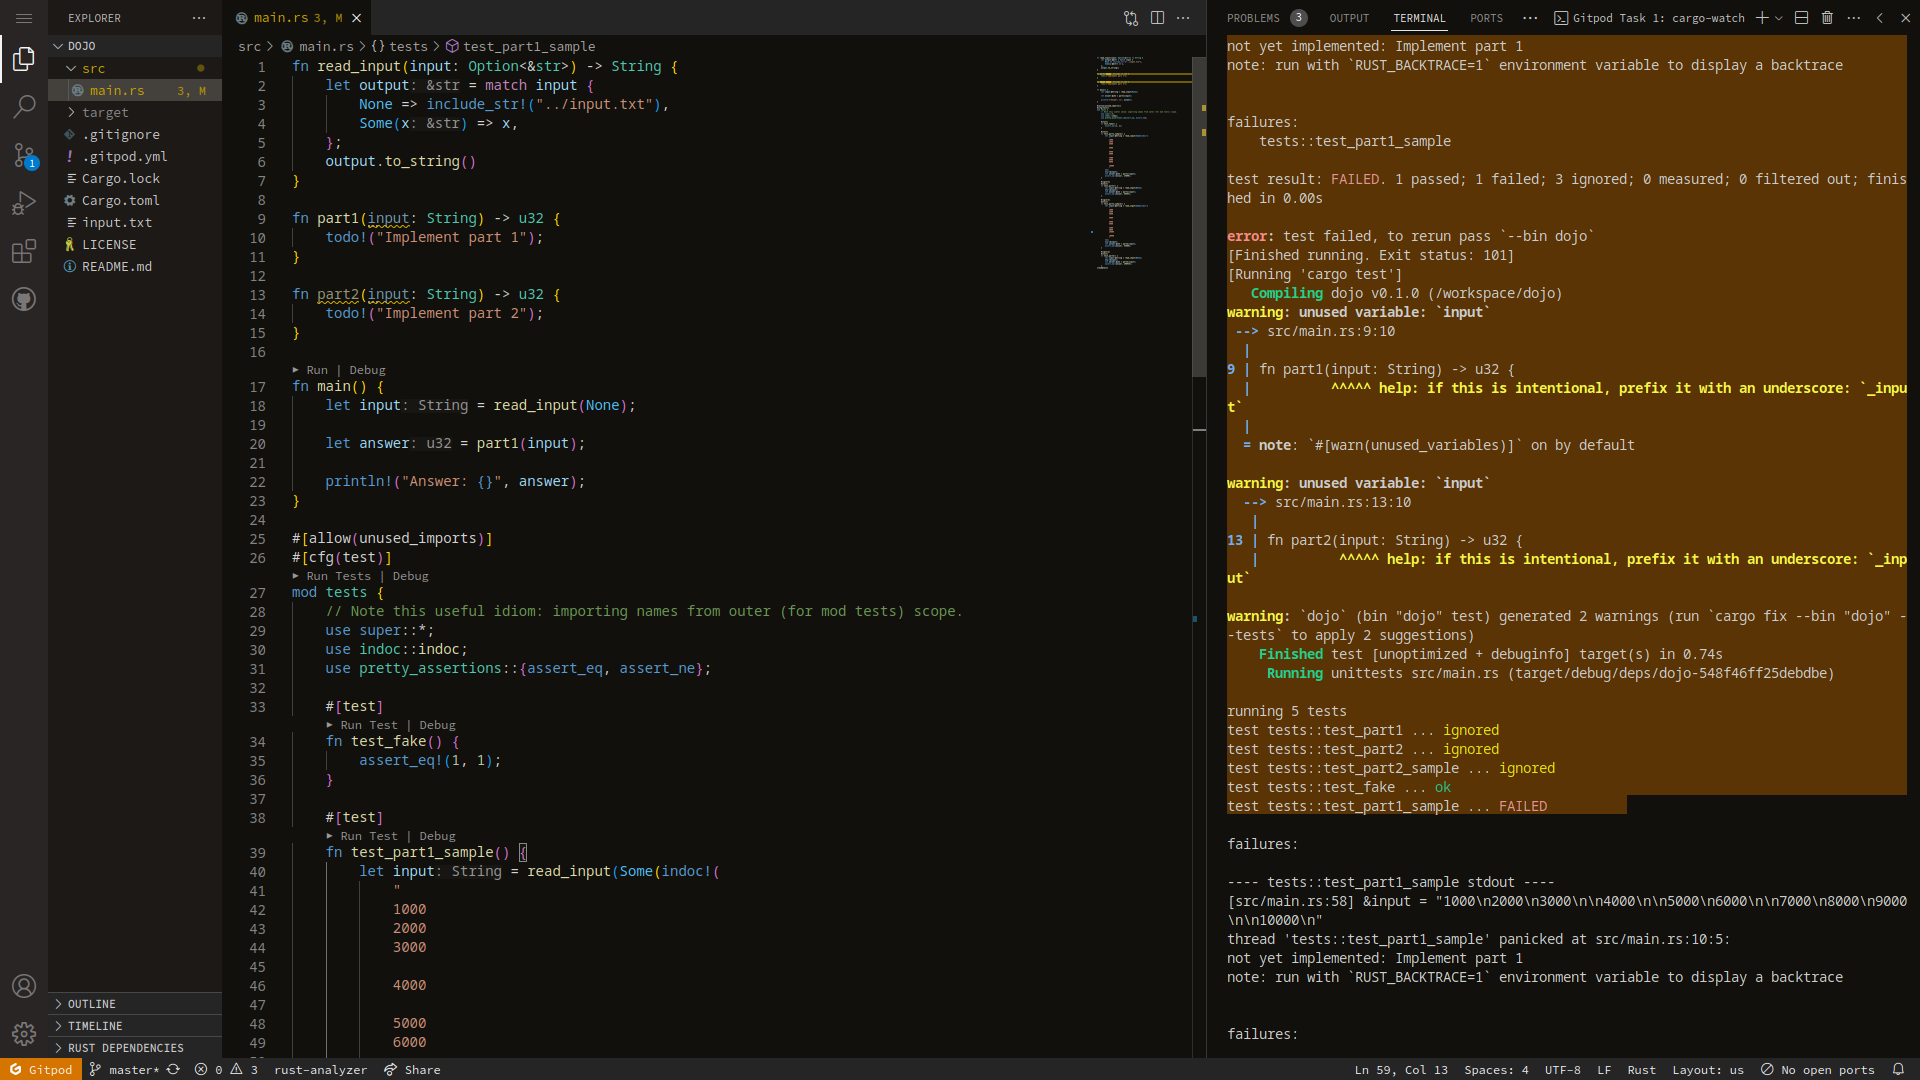 EXPLORER
DOJO
src
main.rs 3, M
target
.gitignore
.gitpod.yml
Cargo.lock
Cargo.toml
input.txt
LICENSE
README.md
OUTLINE
TIMELINE
RUST DEPENDENCIES
1
main.rs 3, M
src > main.rs > {} tests > test_part1_sample
1 fn read_input(input: Option<&str>) -> String {
2 let output: &str = match input {
3 None => include_str!("../input.txt"),
4 Some(x: &str) => x,
5 };
6 output.to_string()
7 }
8
9 fn part1(input: String) -> u32 {
10 todo!("Implement part 1");
11 }
12
13 fn part2(input: String) -> u32 {
14 todo!("Implement part 2");
15 }
16
Run | Debug
17 fn main() {
18 let input: String = read_input(None);
19
20 let answer: u32 = part1(input);
21
22 println!("Answer: {}", answer);
23 }
24
25 #[allow(unused_imports)]
26 #[cfg(test)]
Run Tests | Debug
27 mod tests {
28 // Note this useful idiom: importing names from outer (for mod tests) scope.
29 use super::*;
30 use indoc::indoc;
31 use pretty_assertions::{assert_eq, assert_ne};
32
33 #[test]
Run Test | Debug
34 fn test_fake() {
35 assert_eq!(1, 1);
36 }
37
38 #[test]
Run Test | Debug
39 fn test_part1_sample() {
40 let input: String = read_input(Some(indoc!(
41 "
42 1000
43 2000
44 3000
45
46 4000
47
48 5000
49 6000
PROBLEMS 3 OUTPUT TERMINAL PORTS ··· Gitpod Task 1: cargo-watch
not yet implemented: Implement part 1
note: run with `RUST_BACKTRACE=1` environment variable to display a backtrace
failures:
tests::test_part1_sample
test result: FAILED. 1 passed; 1 failed; 3 ignored; 0 measured; 0 filtered out; finis
hed in 0.00s
error: test failed, to rerun pass `--bin dojo`
[Finished running. Exit status: 101]
[Running 'cargo test']
Compiling dojo v0.1.0 (/workspace/dojo)
warning: unused variable: `input`
--> src/main.rs:9:10
|
9 | fn part1(input: String) -> u32 {
| ^^^^^ help: if this is intentional, prefix it with an underscore: `_inpu
t`
|
= note: `#[warn(unused_variables)]` on by default
warning: unused variable: `input`
--> src/main.rs:13:10
|
13 | fn part2(input: String) -> u32 {
| ^^^^^ help: if this is intentional, prefix it with an underscore: `_inp
ut`
warning: `dojo` (bin "dojo" test) generated 2 warnings (run `cargo fix --bin "dojo" -
-tests` to apply 2 suggestions)
Finished test [unoptimized + debuginfo] target(s) in 0.74s
Running unittests src/main.rs (target/debug/deps/dojo-548f46ff25debdbe)
running 5 tests
test tests::test_part1 ... ignored
test tests::test_part2 ... ignored
test tests::test_part2_sample ... ignored
test tests::test_fake ... ok
test tests::test_part1_sample ... FAILED
failures:
---- tests::test_part1_sample stdout ----
[src/main.rs:58] &input = "1000\n2000\n3000\n\n4000\n\n5000\n6000\n\n7000\n8000\n9000
\n\n10000\n"
thread 'tests::test_part1_sample' panicked at src/main.rs:10:5:
not yet implemented: Implement part 1
note: run with `RUST_BACKTRACE=1` environment variable to display a backtrace
failures:
Gitpod master* 0 3 rust-analyzer Share
Ln 59, Col 13 Spaces: 4 UTF-8 LF Rust Layout: us No open ports